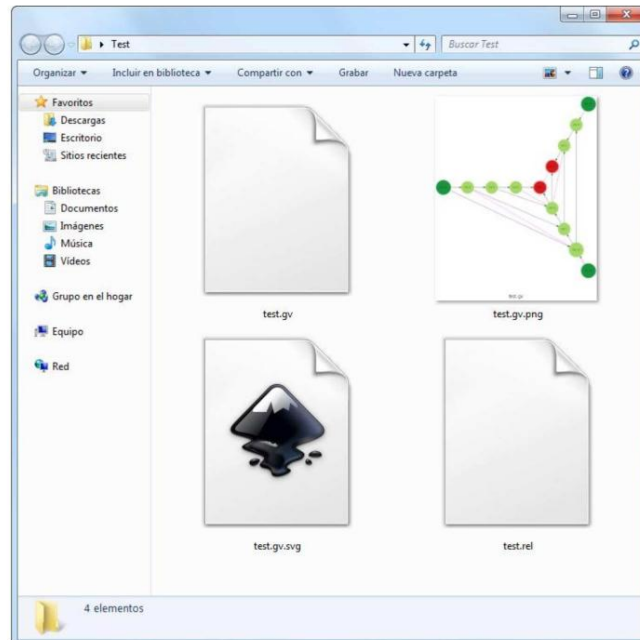 Test
Buscar Test
Organizar
Incluir en biblioteca
Compartir con
Grabar
Nueva carpeta
Favoritos
Descargas
Escritorio
Sitios recientes
Bibliotecas
Documentos
Imágenes
Música
Vídeos
Grupo en el hogar
Equipo
Red
test.gv
test.gv
test.gv.png
test.gv.svg
test.rel
4 elementos